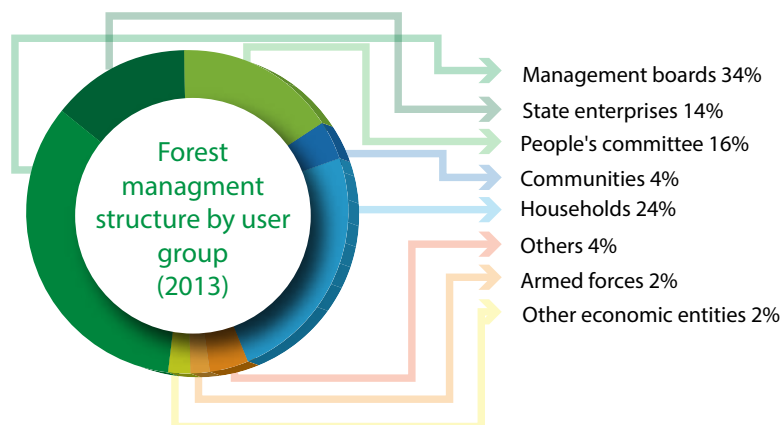 Forest
managment
structure by user
group
(2013)
Management boards 34%
State enterprises 14%
People's committee 16%
Communities 4%
Households 24%
Others 4%
Armed forces 2%
Other economic entities 2%